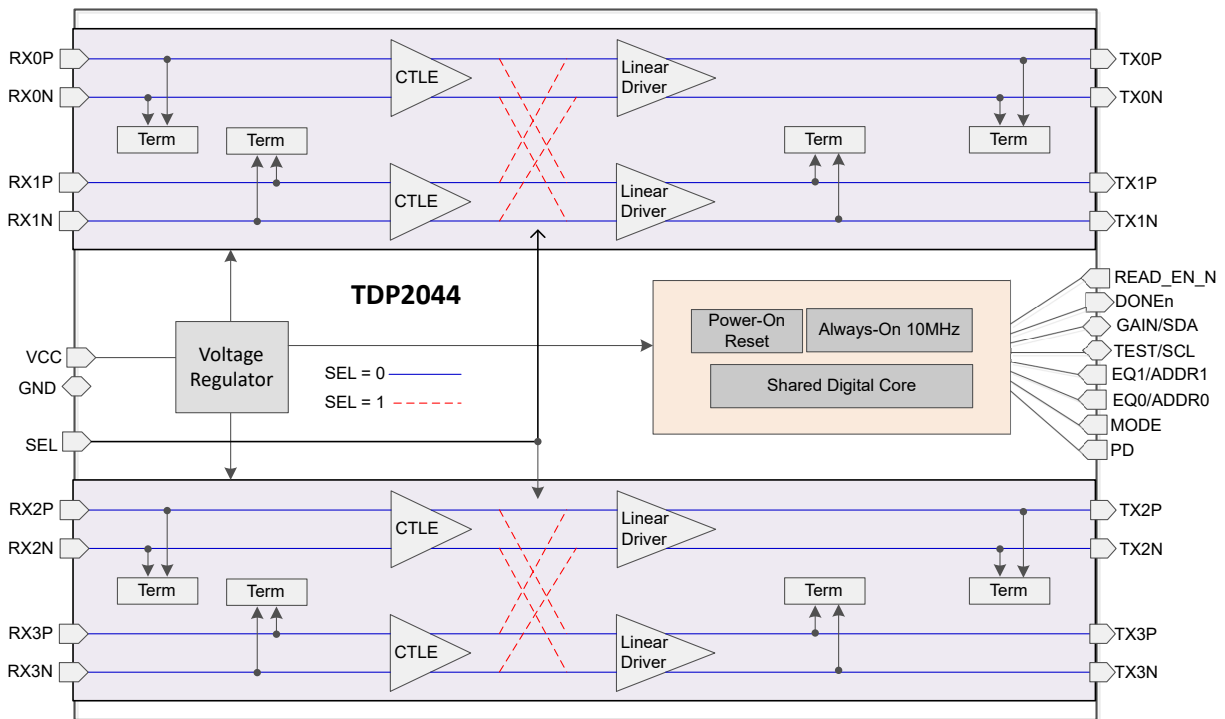 RX0P
RX0N
RX1P
RX1N
CTLE
Linear
Driver
Term
Term
Term
Term
CTLE
Linear
Driver
TX0P
TX0N
TX1P
TX1N
TDP2044
VCC
GND
SEL
Voltage
Regulator
SEL = 0
SEL = 1
Power-On
Reset
Always-On 10MHz
Shared Digital Core
READ_EN_N
DONEn
GAIN/SDA
TEST/SCL
EQ1/ADDR1
EQ0/ADDR0
MODE
PD
RX2P
RX2N
RX3P
RX3N
CTLE
Linear
Driver
Term
Term
Term
Term
CTLE
Linear
Driver
TX2P
TX2N
TX3P
TX3N